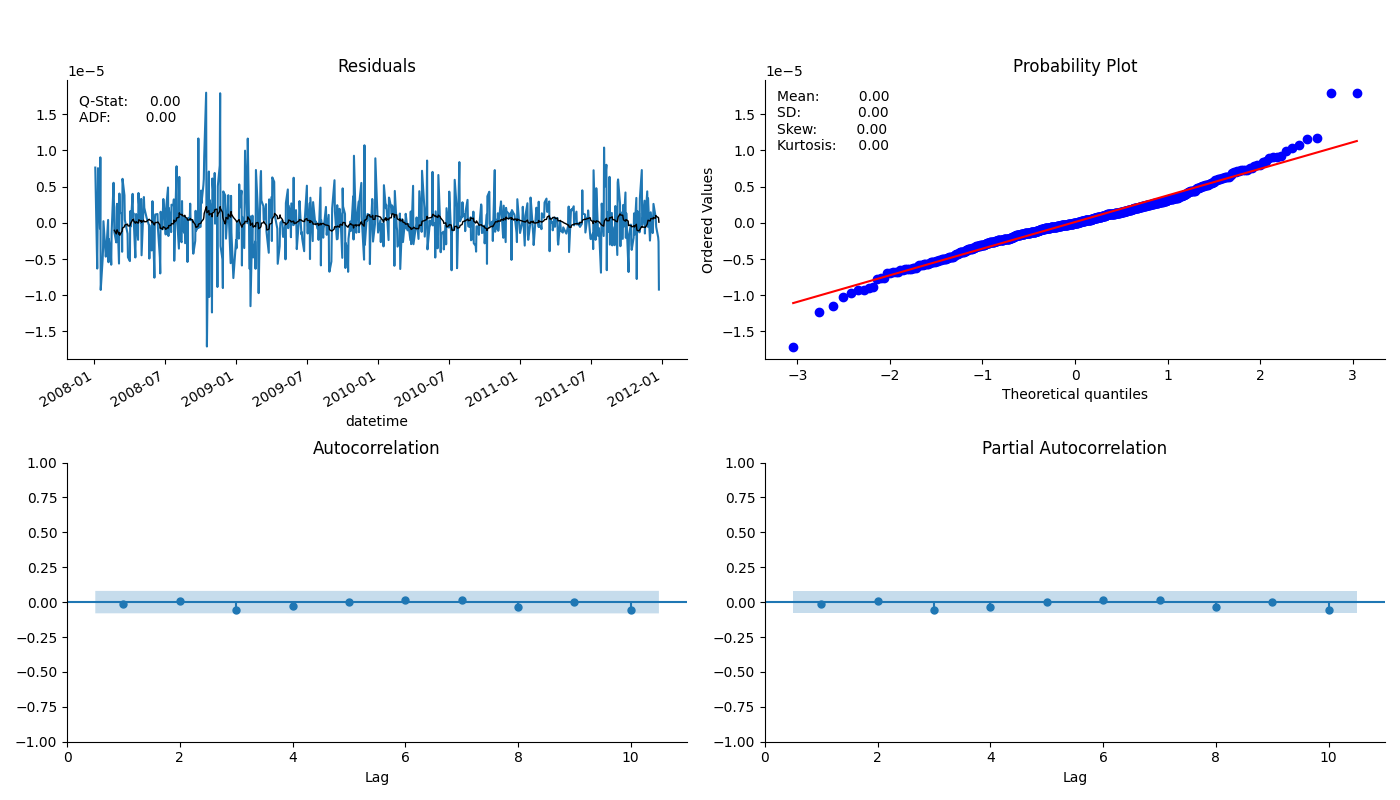 Residuals
1e−5
Q-Stat: 0.00
ADF: 0.00
1.5
1.0
0.5
0.0
−0.5
−1.0
−1.5
2008-01 2008-07 2009-01 2009-07 2010-01 2010-07 2011-01 2011-07 2012-01
datetime
Probability Plot
1e−5
Mean: 0.00
SD: 0.00
Skew: 0.00
Kurtosis: 0.00
Ordered Values
1.5
1.0
0.5
0.0
−0.5
−1.0
−1.5
−3 −2 −1 0 1 2 3
Theoretical quantiles
Autocorrelation
1.00
0.75
0.50
0.25
0.00
−0.25
−0.50
−0.75
−1.00
0 2 4 6 8 10
Lag
Partial Autocorrelation
1.00
0.75
0.50
0.25
0.00
−0.25
−0.50
−0.75
−1.00
0 2 4 6 8 10
Lag